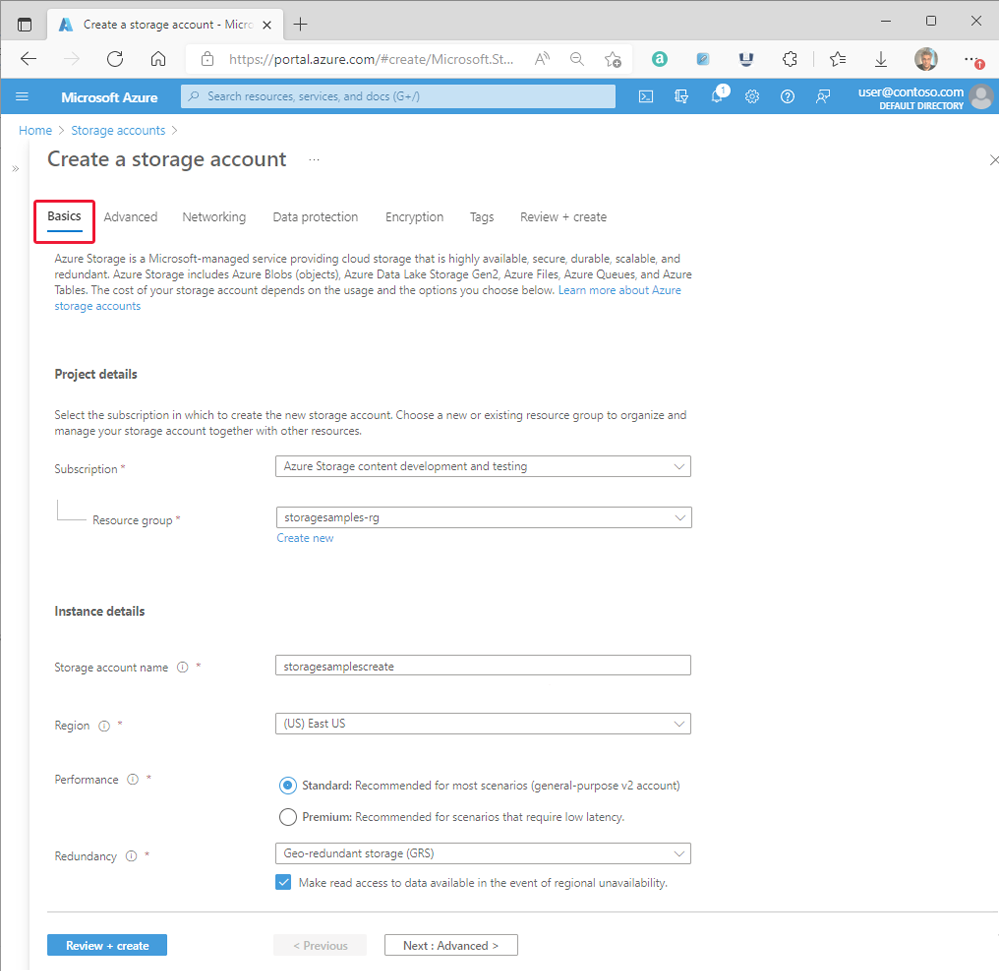 Create a storage account - Micro
https://portal.azure.com/#create/Microsoft.St...
Microsoft Azure
Search resources, services, and docs (G+/)
1
user@contoso.com
DEFAULT DIRECTORY
Home > Storage accounts >
Create a storage account ...
Basics Advanced Networking Data protection Encryption Tags Review + create
Azure Storage is a Microsoft-managed service providing cloud storage that is highly available, secure, durable, scalable, and
redundant. Azure Storage includes Azure Blobs (objects), Azure Data Lake Storage Gen2, Azure Files, Azure Queues, and Azure
Tables. The cost of your storage account depends on the usage and the options you choose below. Learn more about Azure
storage accounts
Project details
Select the subscription in which to create the new storage account. Choose a new or existing resource group to organize and
manage your storage account together with other resources.
Subscription * Azure Storage content development and testing
Resource group * storagesamples-rg
Create new
Instance details
Storage account name * storagesamplescreate
Region * (US) East US
Performance *
Standard: Recommended for most scenarios (general-purpose v2 account)
Premium: Recommended for scenarios that require low latency.
Redundancy * Geo-redundant storage (GRS)
Make read access to data available in the event of regional unavailability.
Review + create < Previous Next : Advanced >